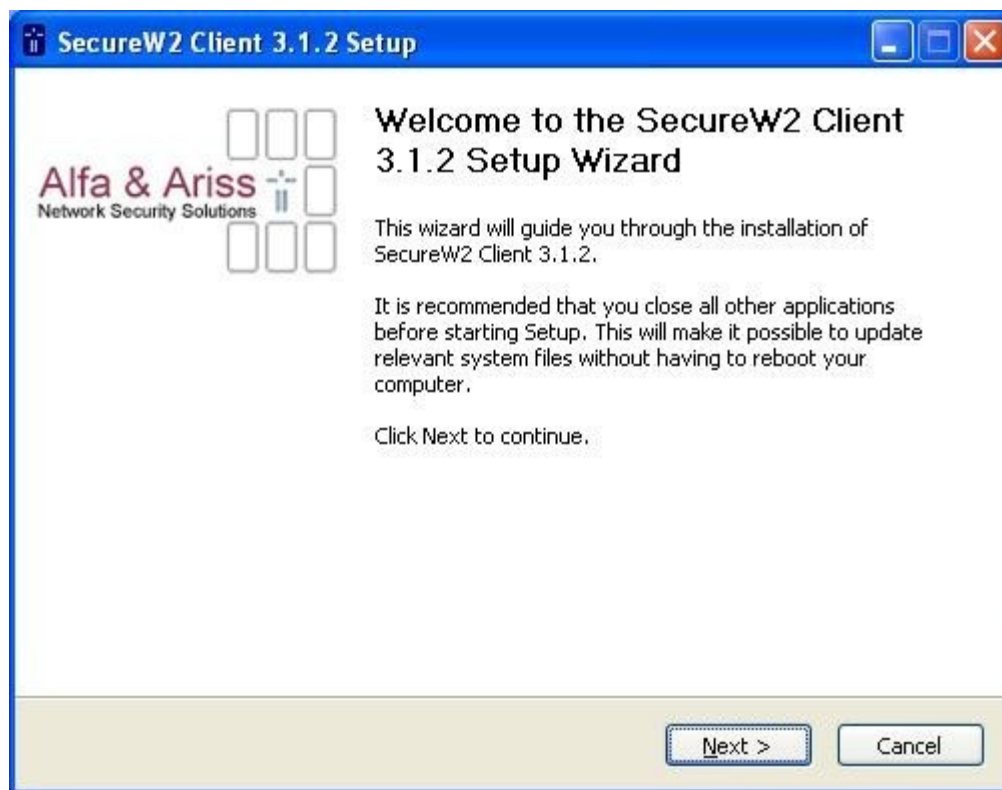 SecureW2 Client 3.1.2 Setup
Alfa & Ariss
Network Security Solutions
Welcome to the SecureW2 Client
3.1.2 Setup Wizard
This wizard will guide you through the installation of
SecureW2 Client 3.1.2.
It is recommended that you close all other applications
before starting Setup. This will make it possible to update
relevant system files without having to reboot your
computer.
Click Next to continue.
Next >
Cancel